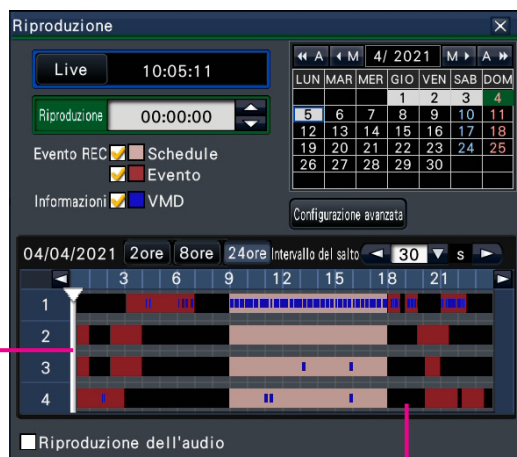 Riproduzione
Live 10:05:11
Riproduzione 00:00:00
Evento REC Schedule
Evento
Informazioni VMD
A M 4/ 2021 M A
LUN MAR MER GIO VEN SAB DOM
1 2 3 4
5 6 7 8 9 10 11
12 13 14 15 16 17 18
19 20 21 22 23 24 25
26 27 28 29 30
Configurazione avanzata
04/04/2021 2ore 8ore 24ore Intervallo del salto 30 s
3 6 9 12 15 18 21
1
2
3
4
Riproduzione dell'audio